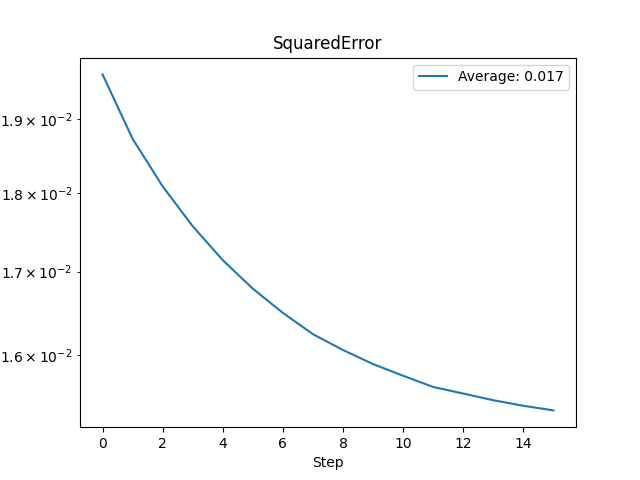 SquaredError
Average: 0.017
1.9 × 10⁻²
1.8 × 10⁻²
1.7 × 10⁻²
1.6 × 10⁻²
0 2 4 6 8 10 12 14
Step